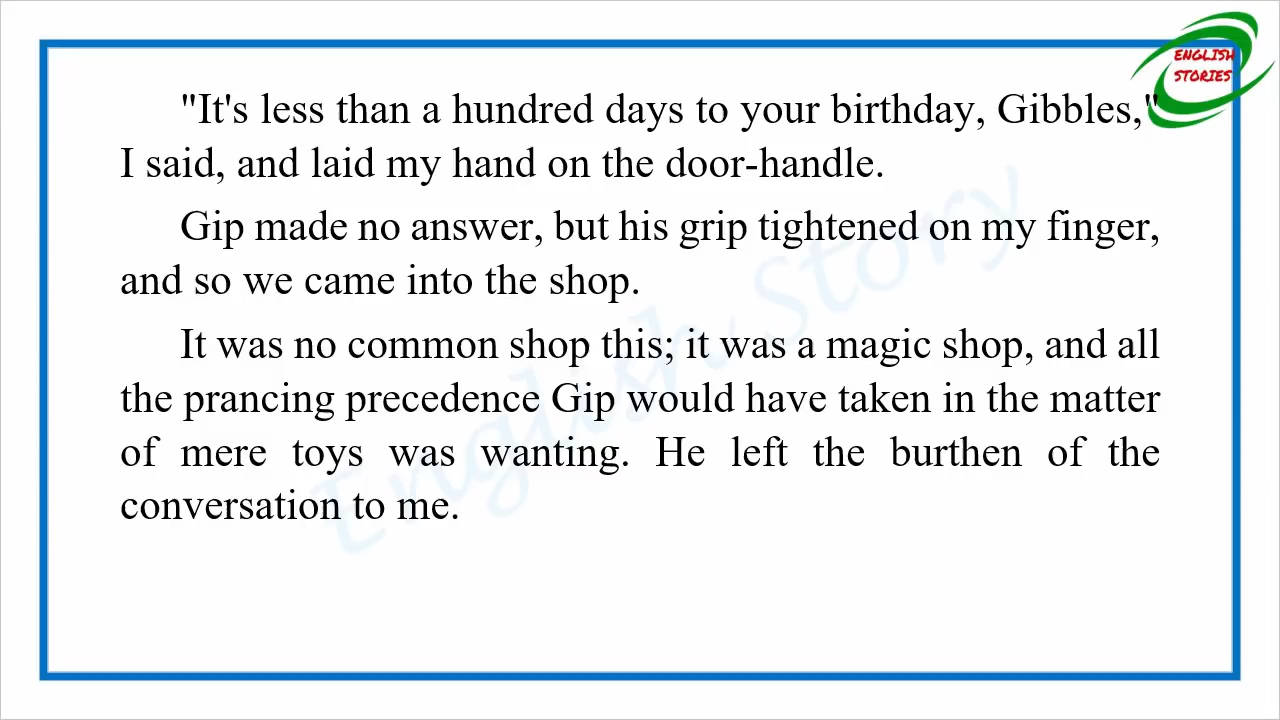 ENGLISH
STORIES
"It's less than a hundred days to your birthday, Gibbles,"
I said, and laid my hand on the door-handle.
Gip made no answer, but his grip tightened on my finger,
and so we came into the shop.
It was no common shop this; it was a magic shop, and all
the prancing precedence Gip would have taken in the matter
of mere toys was wanting. He left the burthen of the
conversation to me.
English Story